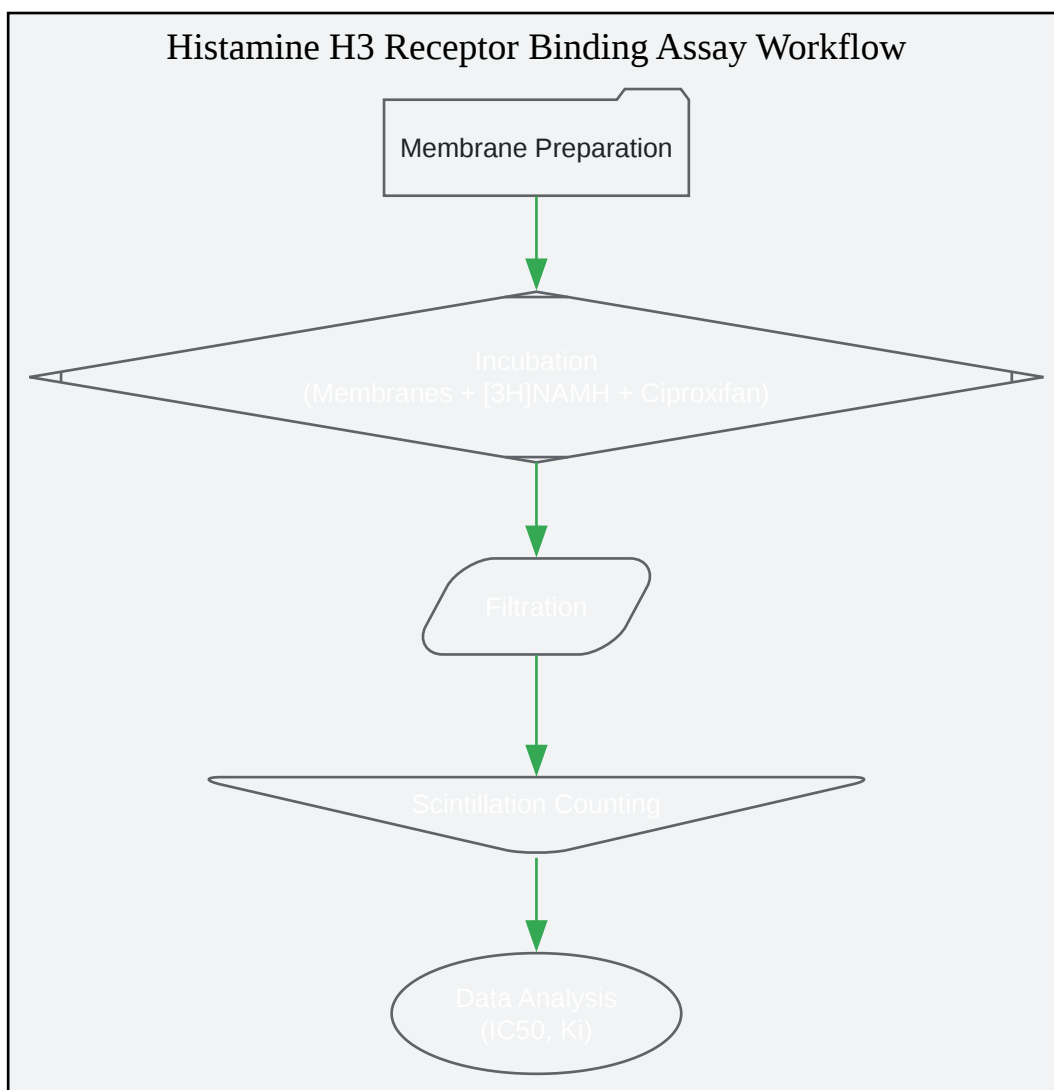 Histamine H3 Receptor Binding Assay Workflow
Membrane Preparation
Incubation
(Membranes + [3H]NAMH + Ciproxifan)
Filtration
Scintillation Counting
Data Analysis
(IC50, Ki)